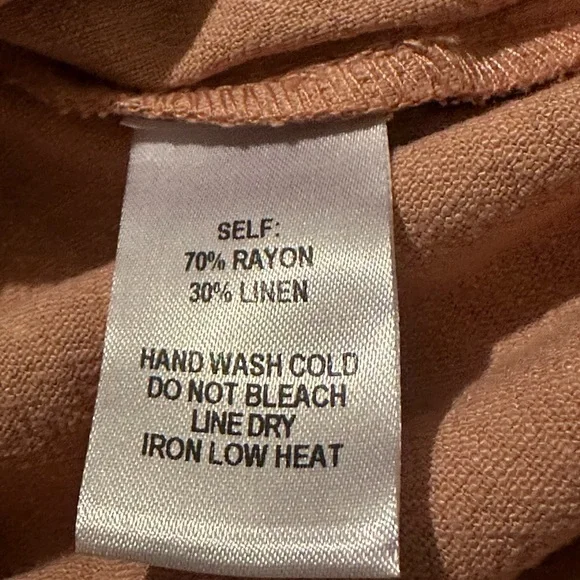 SELF:
70% RAYON
30% LINEN
HAND WASH COLD
DO NOT BLEACH
LINE DRY
IRON LOW HEAT